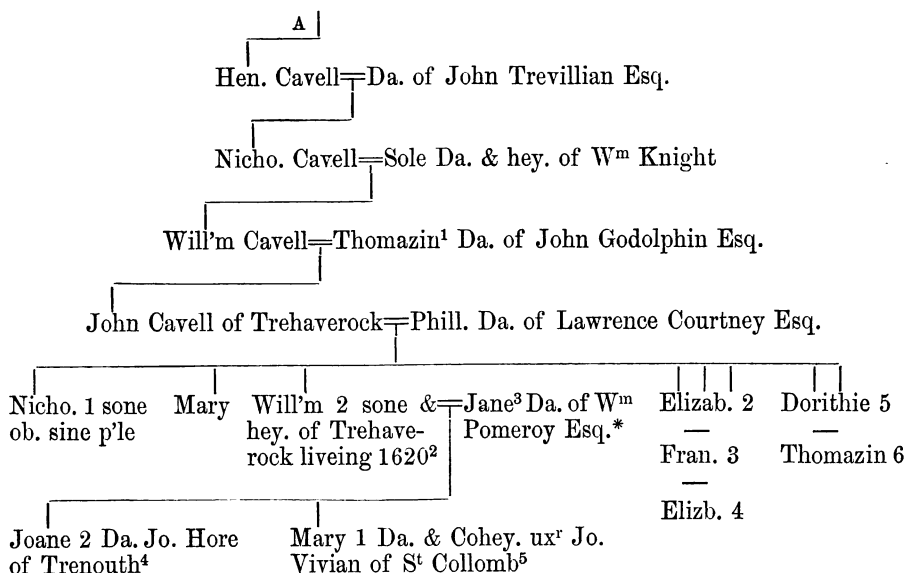 A
Hen. Cavell=Da. of John Trevillian Esq.
Nicho. Cavell=Sole Da. & hey. of Wᵐ Knight
Will'm Cavell=Thomazin¹ Da. of John Godolphin Esq.
John Cavell of Trehaverock=Phill. Da. of Lawrence Courtney Esq.
Nicho. 1 sone
ob. sine p'le
Mary
Will'm 2 sone &
hey. of Trehave-
rock liveing 1620²
=Jane³ Da. of Wᵐ
Pomeroy Esq.*
Elizab. 2
Fran. 3
Elizb. 4
Dorithie 5
Thomazin 6
Joane 2 Da. Jo. Hore
of Trenouth⁴
Mary 1 Da. & Cohey. uxʳ Jo.
Vivian of Sᵗ Collomb⁵